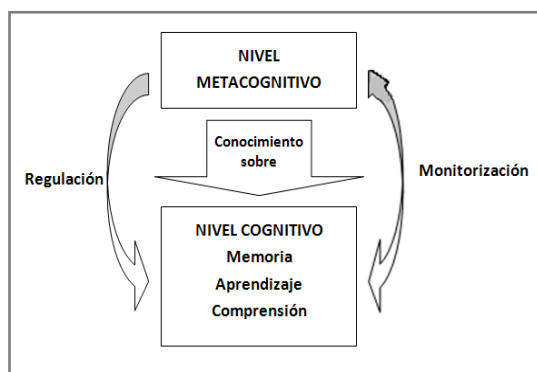 NIVEL
METACOGNITIVO
Conocimiento
sobre
Regulación
Monitorización
NIVEL COGNITIVO
Memoria
Aprendizaje
Comprensión